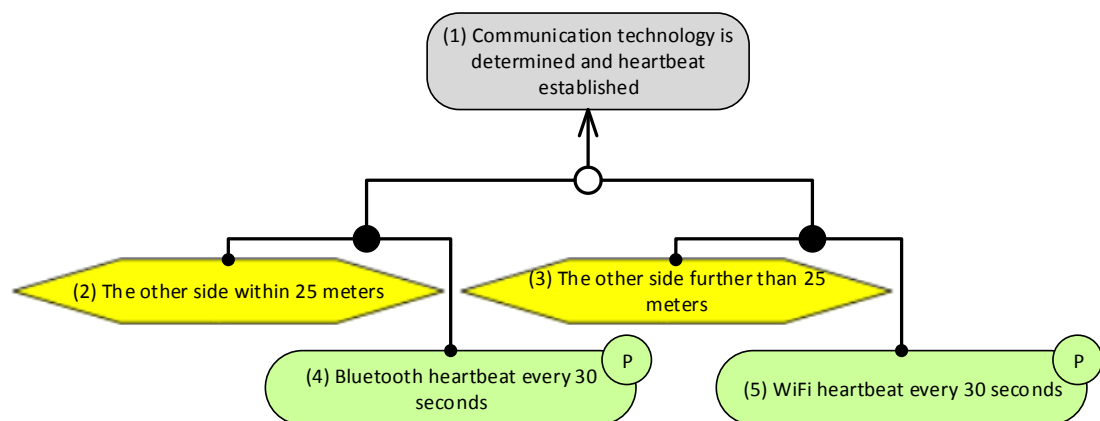 (1) Communication technology is
determined and heartbeat
established
(2) The other side within 25 meters
(3) The other side further than 25
meters
P
(4) Bluetooth heartbeat every 30
seconds
P
(5) WiFi heartbeat every 30 seconds